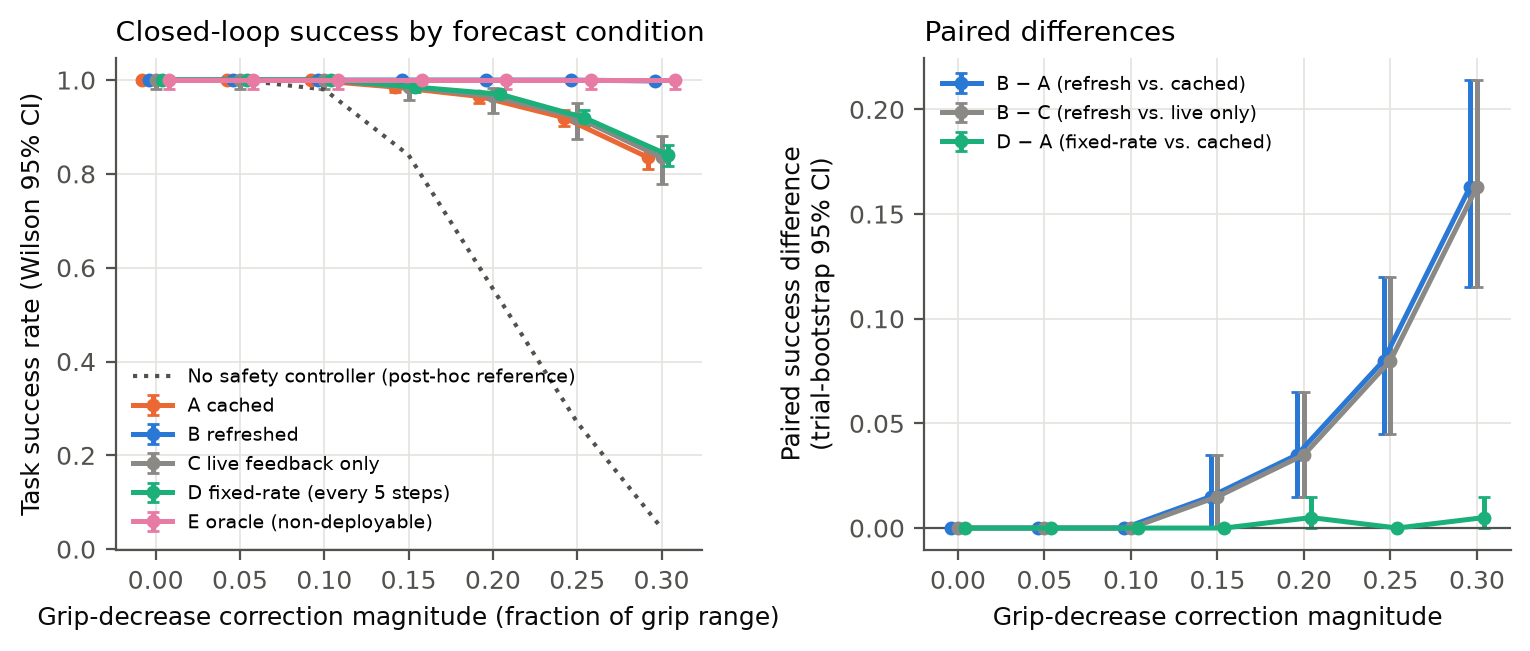 Closed-loop success by forecast condition
Task success rate (Wilson 95% CI)
1.0
0.8
0.6
0.4
0.2
0.0
No safety controller (post-hoc reference)
A cached
B refreshed
C live feedback only
D fixed-rate (every 5 steps)
E oracle (non-deployable)
0.00 0.05 0.10 0.15 0.20 0.25 0.30
Grip-decrease correction magnitude (fraction of grip range)
Paired differences
Paired success difference
(trial-bootstrap 95% CI)
0.20
0.15
0.10
0.05
0.00
B − A (refresh vs. cached)
B − C (refresh vs. live only)
D − A (fixed-rate vs. cached)
0.00 0.05 0.10 0.15 0.20 0.25 0.30
Grip-decrease correction magnitude